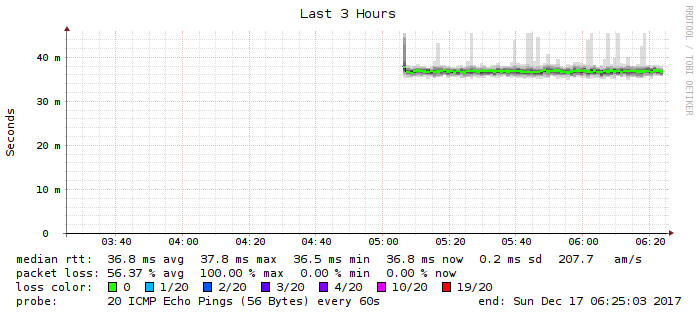 Last 3 Hours
RRDTOOL / TOBI OETIKER
Seconds
40 m
30 m
20 m
10 m
0
03:40 04:00 04:20 04:40 05:00 05:20 05:40 06:00 06:20
median rtt: 36.8 ms avg 37.8 ms max 36.5 ms min 36.8 ms now 0.2 ms sd 207.7 am/s
packet loss: 56.37 % avg 100.00 % max 0.00 % min 0.00 % now
loss color: 0 1/20 2/20 3/20 4/20 10/20 19/20
probe: 20 ICMP Echo Pings (56 Bytes) every 60s end: Sun Dec 17 06:25:03 2017